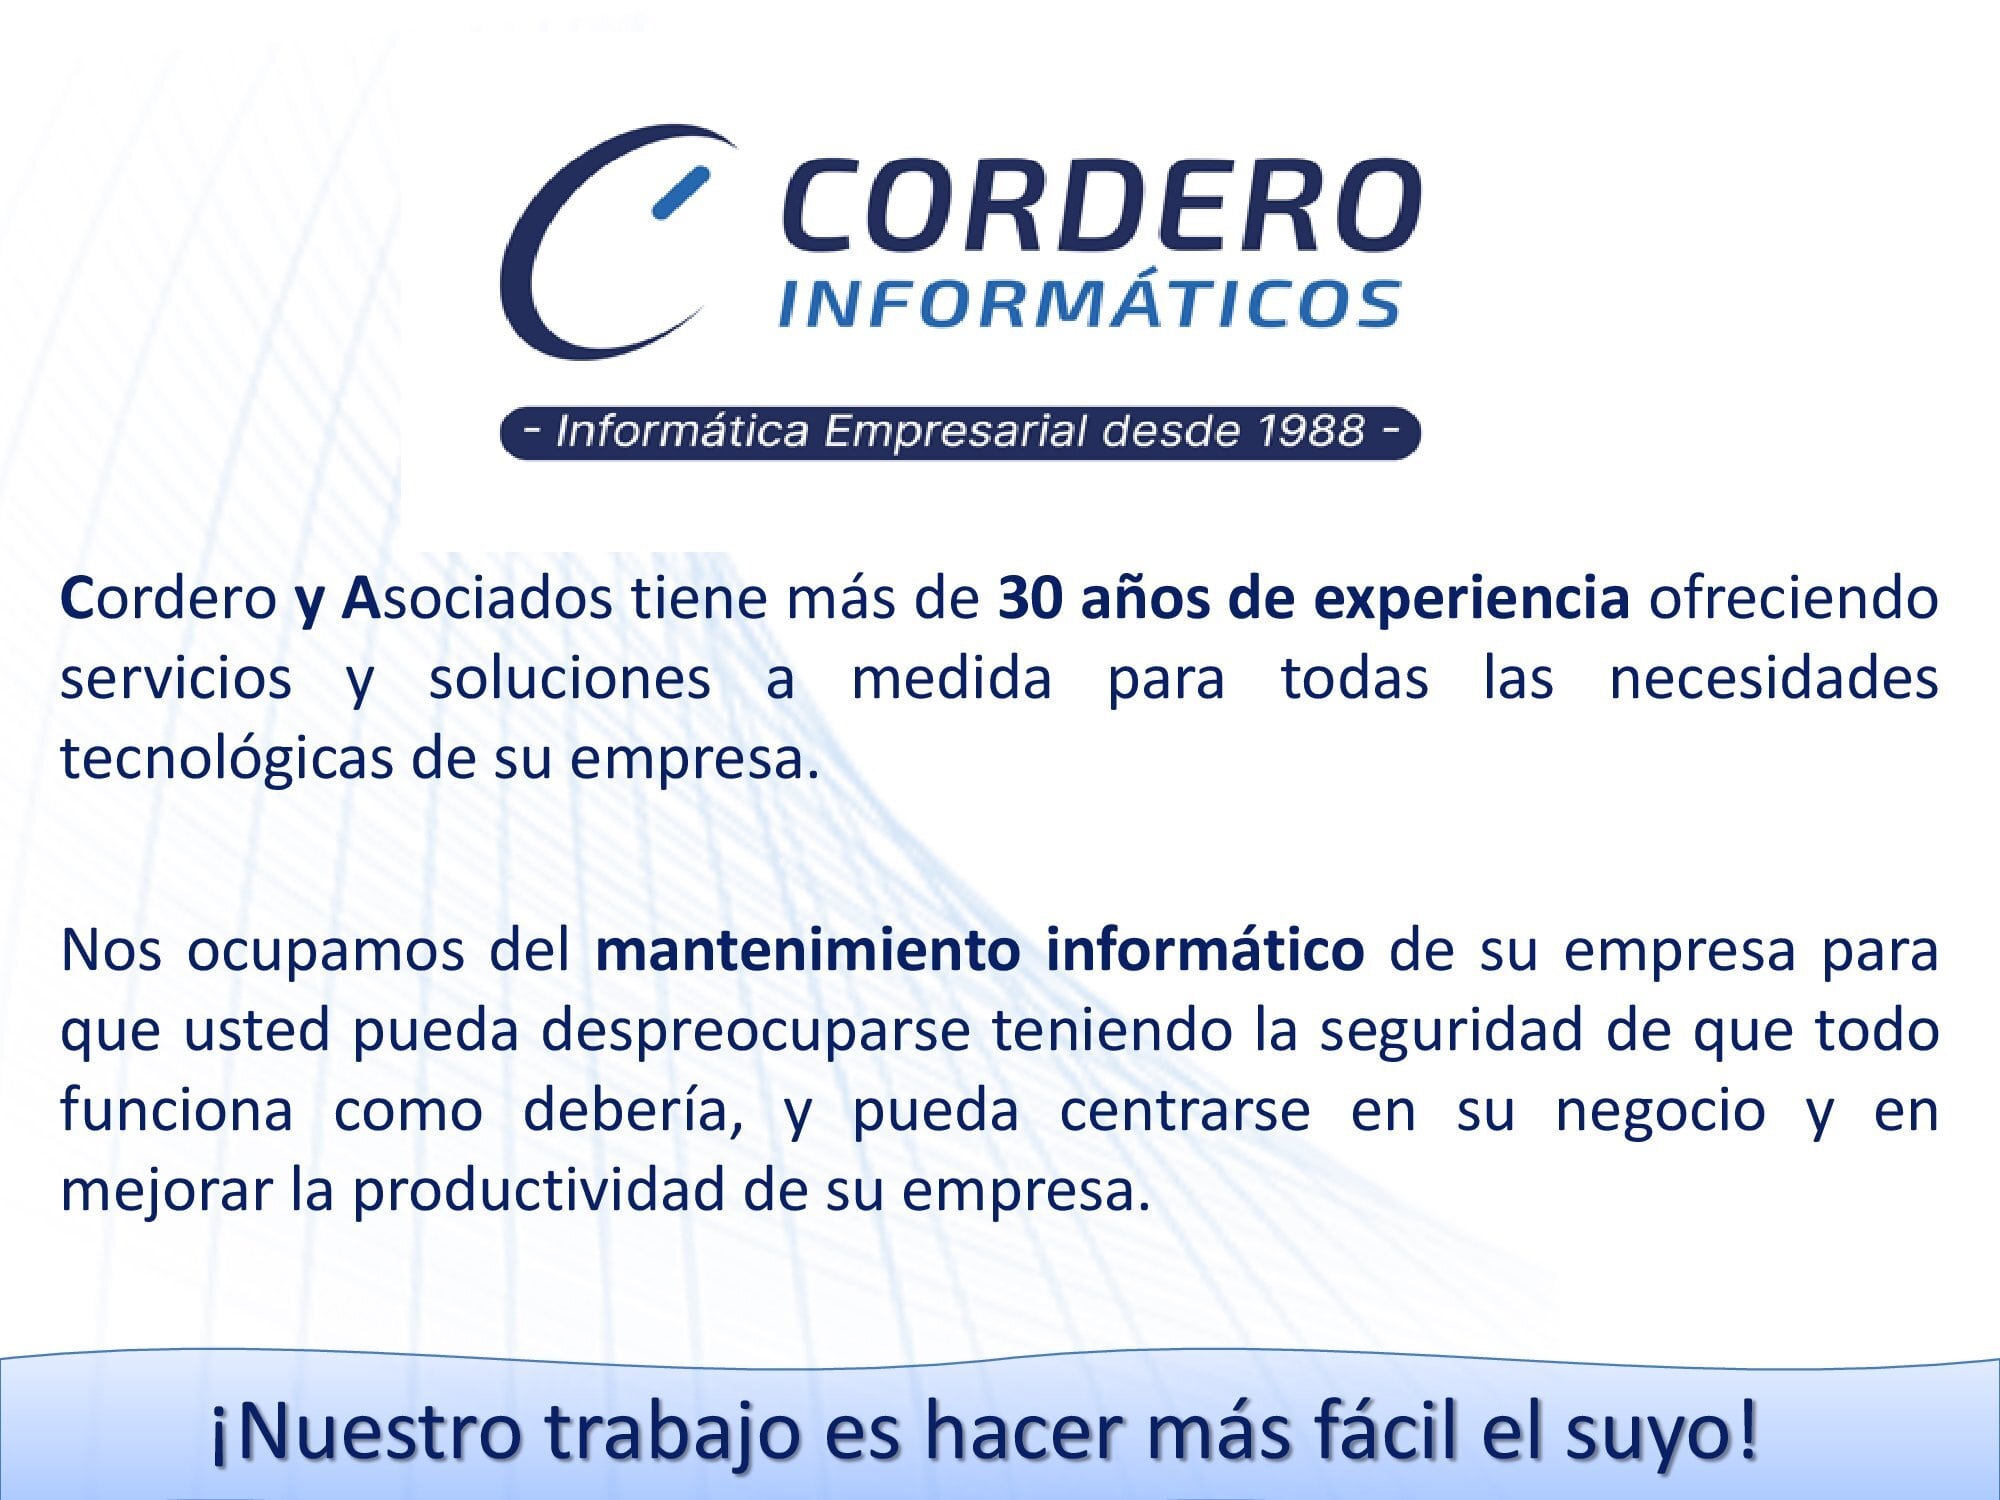 CORDERO
INFORMÁTICOS
- Informática Empresarial desde 1988 -
Cordero y Asociados tiene más de 30 años de experiencia ofreciendo
servicios y soluciones a medida para todas las necesidades
tecnológicas de su empresa.
Nos ocupamos del mantenimiento informático de su empresa para
que usted pueda despreocuparse teniendo la seguridad de que todo
funciona como debería, y pueda centrarse en su negocio y en
mejorar la productividad de su empresa.
¡Nuestro trabajo es hacer más fácil el suyo!